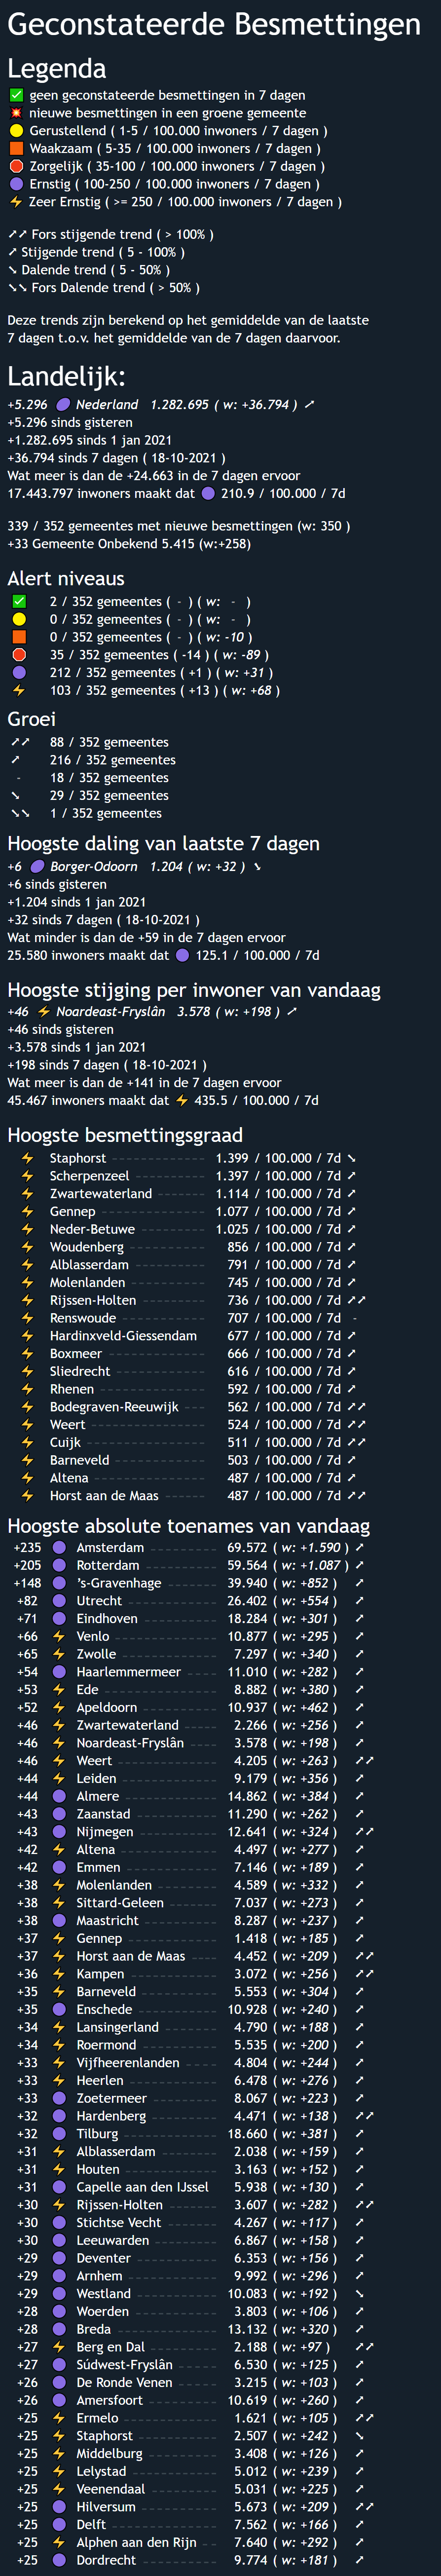 Geconstateerde Besmettingen
Legenda
✅ geen geconstateerde besmettingen in 7 dagen
💥 nieuwe besmettingen in een groene gemeente
🟡 Gerustellend ( 1-5 / 100.000 inwoners / 7 dagen )
🟧 Waakzaam ( 5-35 / 100.000 inwoners / 7 dagen )
🛑 Zorgelijk ( 35-100 / 100.000 inwoners / 7 dagen )
🟣 Ernstig ( 100-250 / 100.000 inwoners / 7 dagen )
⚡ Zeer Ernstig ( >= 250 / 100.000 inwoners / 7 dagen )
➚➚ Fors stijgende trend ( > 100% )
➚ Stijgende trend ( 5 - 100% )
➘ Dalende trend ( 5 - 50% )
➘➘ Fors Dalende trend ( > 50% )
Deze trends zijn berekend op het gemiddelde van de laatste
7 dagen t.o.v. het gemiddelde van de 7 dagen daarvoor.
Landelijk:
+5.296 🟣 Nederland 1.282.695 ( w: +36.794 ) ➚
+5.296 sinds gisteren
+1.282.695 sinds 1 jan 2021
+36.794 sinds 7 dagen ( 18-10-2021 )
Wat meer is dan de +24.663 in de 7 dagen ervoor
17.443.797 inwoners maakt dat 🟣 210.9 / 100.000 / 7d
339 / 352 gemeentes met nieuwe besmettingen (w: 350 )
+33 Gemeente Onbekend 5.415 (w:+258)
Alert niveaus
✅ 2 / 352 gemeentes ( - ) ( w: - )
🟡 0 / 352 gemeentes ( - ) ( w: - )
🟧 0 / 352 gemeentes ( - ) ( w: -10 )
🛑 35 / 352 gemeentes ( -14 ) ( w: -89 )
🟣 212 / 352 gemeentes ( +1 ) ( w: +31 )
⚡ 103 / 352 gemeentes ( +13 ) ( w: +68 )
Groei
➚➚ 88 / 352 gemeentes
➚ 216 / 352 gemeentes
- 18 / 352 gemeentes
➘ 29 / 352 gemeentes
➘➘ 1 / 352 gemeentes
Hoogste daling van laatste 7 dagen
+6 🟣 Borger-Odoorn 1.204 ( w: +32 ) ➘
+6 sinds gisteren
+1.204 sinds 1 jan 2021
+32 sinds 7 dagen ( 18-10-2021 )
Wat minder is dan de +59 in de 7 dagen ervoor
25.580 inwoners maakt dat 🟣 125.1 / 100.000 / 7d
Hoogste stijging per inwoner van vandaag
+46 ⚡ Noardeast-Fryslân 3.578 ( w: +198 ) ➚
+46 sinds gisteren
+3.578 sinds 1 jan 2021
+198 sinds 7 dagen ( 18-10-2021 )
Wat meer is dan de +141 in de 7 dagen ervoor
45.467 inwoners maakt dat ⚡ 435.5 / 100.000 / 7d
Hoogste besmettingsgraad
⚡ Staphorst 1.399 / 100.000 / 7d ➘
⚡ Scherpenzeel 1.397 / 100.000 / 7d ➚
⚡ Zwartewaterland 1.114 / 100.000 / 7d ➚
⚡ Gennep 1.077 / 100.000 / 7d ➚
⚡ Neder-Betuwe 1.025 / 100.000 / 7d ➚
⚡ Woudenberg 856 / 100.000 / 7d ➚
⚡ Alblasserdam 791 / 100.000 / 7d ➚
⚡ Molenlanden 745 / 100.000 / 7d ➚
⚡ Rijssen-Holten 736 / 100.000 / 7d ➚➚
⚡ Renswoude 707 / 100.000 / 7d -
⚡ Hardinxveld-Giessendam 677 / 100.000 / 7d ➚
⚡ Boxmeer 666 / 100.000 / 7d ➚
⚡ Sliedrecht 616 / 100.000 / 7d ➚
⚡ Rhenen 592 / 100.000 / 7d ➚
⚡ Bodegraven-Reeuwijk 562 / 100.000 / 7d ➚➚
⚡ Weert 524 / 100.000 / 7d ➚➚
⚡ Cuijk 511 / 100.000 / 7d ➚➚
⚡ Barneveld 503 / 100.000 / 7d ➚
⚡ Altena 487 / 100.000 / 7d ➚
⚡ Horst aan de Maas 487 / 100.000 / 7d ➚➚
Hoogste absolute toenames van vandaag
+235 🟣 Amsterdam 69.572 ( w: +1.590 ) ➚
+205 🟣 Rotterdam 59.564 ( w: +1.087 ) ➚
+148 🟣 's-Gravenhage 39.940 ( w: +852 ) ➚
+82 🟣 Utrecht 26.402 ( w: +554 ) ➚
+71 🟣 Eindhoven 18.284 ( w: +301 ) ➚
+66 ⚡ Venlo 10.877 ( w: +295 ) ➚
+65 ⚡ Zwolle 7.297 ( w: +340 ) ➚
+54 🟣 Haarlemmermeer 11.010 ( w: +282 ) ➚
+53 ⚡ Ede 8.882 ( w: +380 ) ➚
+52 ⚡ Apeldoorn 10.937 ( w: +462 ) ➚
+46 ⚡ Zwartewaterland 2.266 ( w: +256 ) ➚
+46 ⚡ Noardeast-Fryslân 3.578 ( w: +198 ) ➚
+46 ⚡ Weert 4.205 ( w: +263 ) ➚➚
+44 ⚡ Leiden 9.179 ( w: +356 ) ➚
+44 🟣 Almere 14.862 ( w: +384 ) ➚
+43 🟣 Zaanstad 11.290 ( w: +262 ) ➚
+43 🟣 Nijmegen 12.641 ( w: +324 ) ➚➚
+42 ⚡ Altena 4.497 ( w: +277 ) ➚
+42 🟣 Emmen 7.146 ( w: +189 ) ➚
+38 ⚡ Molenlanden 4.589 ( w: +332 ) ➚
+38 ⚡ Sittard-Geleen 7.037 ( w: +273 ) ➚
+38 🟣 Maastricht 8.287 ( w: +237 ) ➚
+37 ⚡ Gennep 1.418 ( w: +185 ) ➚
+37 ⚡ Horst aan de Maas 4.452 ( w: +209 ) ➚➚
+36 ⚡ Kampen 3.072 ( w: +256 ) ➚➚
+35 ⚡ Barneveld 5.553 ( w: +304 ) ➚
+35 🟣 Enschede 10.928 ( w: +240 ) ➚
+34 ⚡ Lansingerland 4.790 ( w: +188 ) ➚
+34 ⚡ Roermond 5.535 ( w: +200 ) ➚
+33 ⚡ Vijfheerenlanden 4.804 ( w: +244 ) ➚
+33 ⚡ Heerlen 6.478 ( w: +276 ) ➚
+33 🟣 Zoetermeer 8.067 ( w: +223 ) ➚
+32 🟣 Hardenberg 4.471 ( w: +138 ) ➚➚
+32 🟣 Tilburg 18.660 ( w: +381 ) ➚
+31 ⚡ Alblasserdam 2.038 ( w: +159 ) ➚
+31 ⚡ Houten 3.163 ( w: +152 ) ➚
+31 🟣 Capelle aan den IJssel 5.938 ( w: +130 ) ➚
+30 ⚡ Rijssen-Holten 3.607 ( w: +282 ) ➚➚
+30 🟣 Stichtse Vecht 4.267 ( w: +117 ) ➚
+30 🟣 Leeuwarden 6.867 ( w: +158 ) ➚
+29 🟣 Deventer 6.353 ( w: +156 ) ➚
+29 🟣 Arnhem 9.992 ( w: +296 ) ➚
+29 🟣 Westland 10.083 ( w: +192 ) ➘
+28 🟣 Woerden 3.803 ( w: +106 ) ➚
+28 🟣 Breda 13.132 ( w: +320 ) ➚
+27 ⚡ Berg en Dal 2.188 ( w: +97 ) ➚➚
+27 🟣 Súdwest-Fryslân 6.530 ( w: +125 ) ➚
+26 🟣 De Ronde Venen 3.215 ( w: +103 ) ➚
+26 🟣 Amersfoort 10.619 ( w: +260 ) ➚
+25 ⚡ Ermelo 1.621 ( w: +105 ) ➚➚
+25 ⚡ Staphorst 2.507 ( w: +242 ) ➘
+25 ⚡ Middelburg 3.408 ( w: +126 ) ➚
+25 ⚡ Lelystad 5.012 ( w: +239 ) ➚
+25 ⚡ Veenendaal 5.031 ( w: +225 ) ➚
+25 🟣 Hilversum 5.673 ( w: +209 ) ➚➚
+25 🟣 Delft 7.562 ( w: +166 ) ➚
+25 ⚡ Alphen aan den Rijn 7.640 ( w: +292 ) ➚
+25 🟣 Dordrecht 9.774 ( w: +181 ) ➚